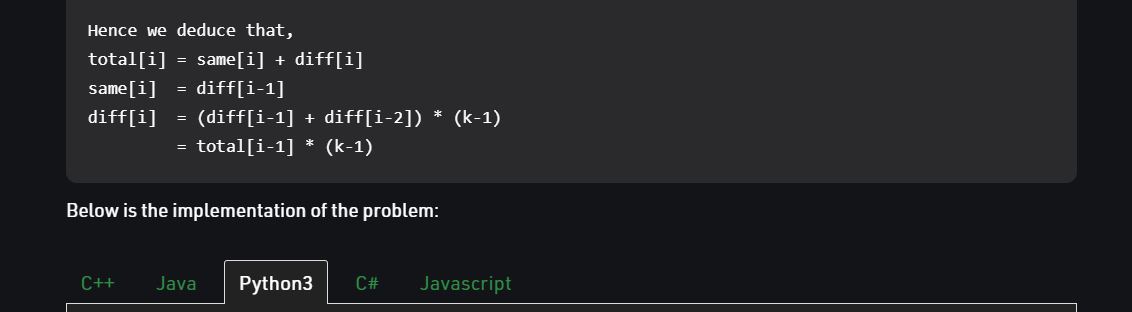 Hence we deduce that,
total[i] = same[i] + diff[i]
same[i]  = diff[i-1]
diff[i]  = (diff[i-1] + diff[i-2]) * (k-1)
         = total[i-1] * (k-1)
Below is the implementation of the problem:
C++ Java Python3 C# Javascript